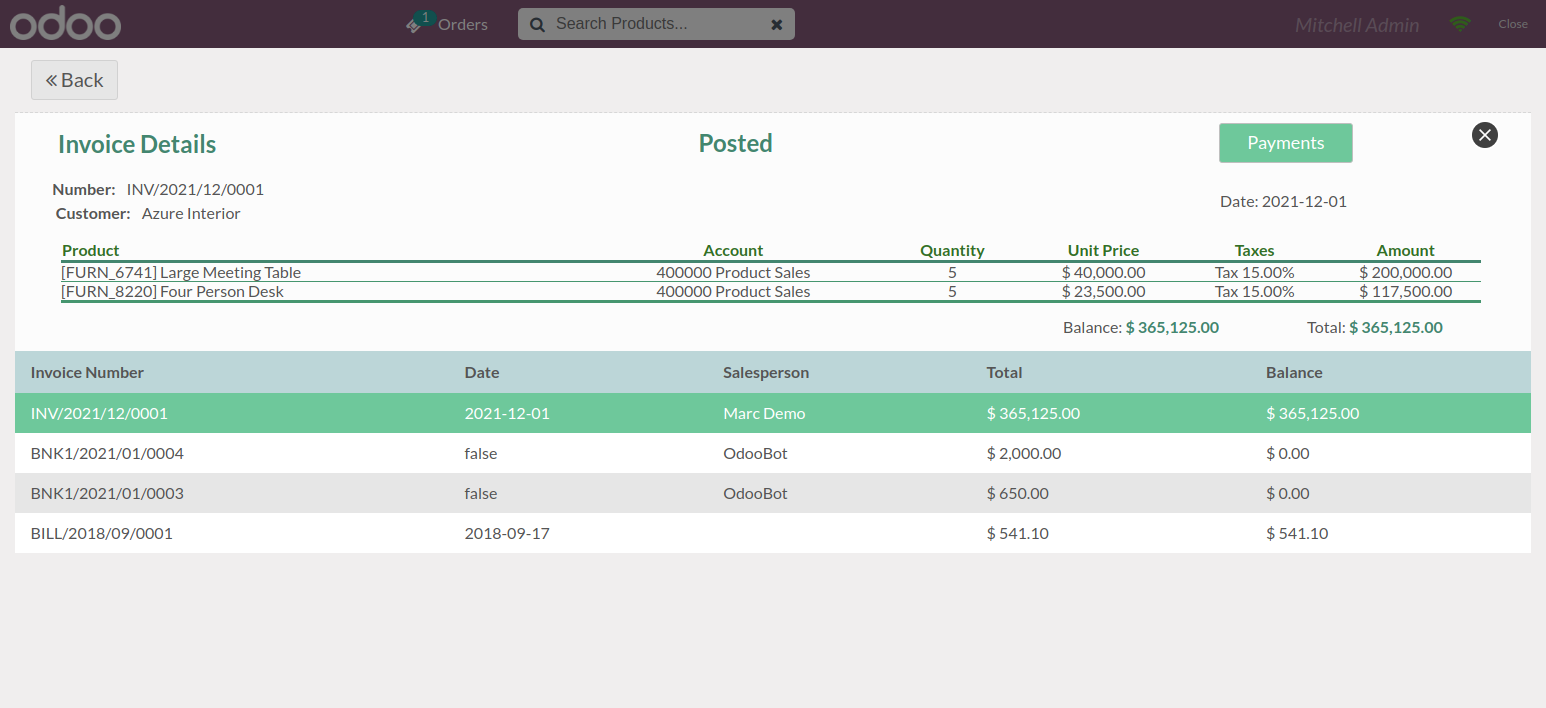 odoo 1 Orders Search Products... Mitchell Admin Close
Back
Invoice Details Posted Payments
Number: INV/2021/12/0001
Date: 2021-12-01
Customer: Azure Interior
Product Account Quantity Unit Price Taxes Amount
[FURN_6741] Large Meeting Table 400000 Product Sales 5 $ 40,000.00 Tax 15.00% $ 200,000.00
[FURN_8220] Four Person Desk 400000 Product Sales 5 $ 23,500.00 Tax 15.00% $ 117,500.00
Balance: $ 365,125.00 Total: $ 365,125.00
Invoice Number Date Salesperson Total Balance
INV/2021/12/0001 2021-12-01 Marc Demo $ 365,125.00 $ 365,125.00
BNK1/2021/01/0004 false OdooBot $ 2,000.00 $ 0.00
BNK1/2021/01/0003 false OdooBot $ 650.00 $ 0.00
BILL/2018/09/0001 2018-09-17 $ 541.10 $ 541.10